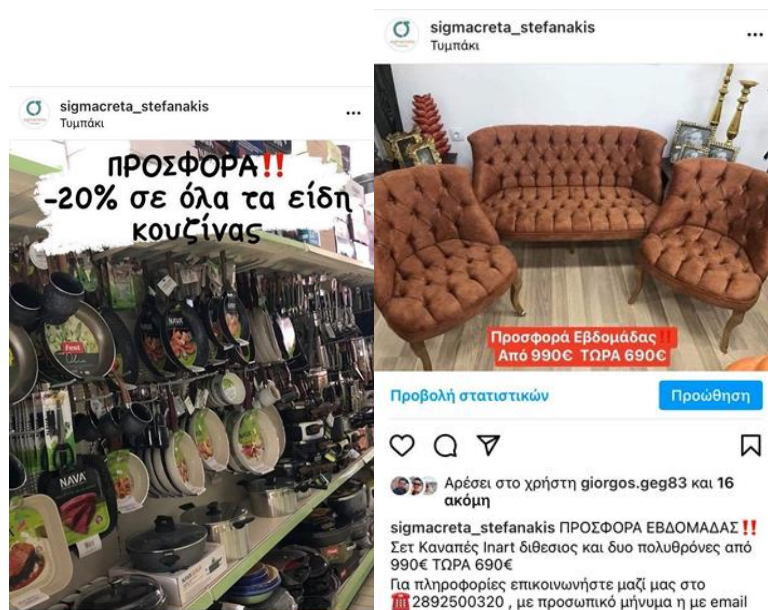 sigmacreta_stefanakis
Τυμπάκι
ΠΡΟΣΦΟΡΑ‼
-20% σε όλα τα είδη
κουζίνας
Fest
NAVA
NAVA
sigmacreta_stefanakis
Τυμπάκι
Προσφορά Εβδομάδας‼
Από 990€ ΤΩΡΑ 690€
Προβολή στατιστικών
Προώθηση
Αρέσει στο χρήστη giorgos.geg83 και 16
ακόμη
sigmacreta_stefanakis ΠΡΟΣΦΟΡΑ ΕΒΔΟΜΑΔΑΣ‼
Σετ Καναπές Inart διθεσιος και δυο πολυθρόνες από
990€ ΤΩΡΑ 690€
Για πληροφορίες επικοινωνήστε μαζί μας στο
☎2892500320 , με προσωπικό μήνυμα η με email